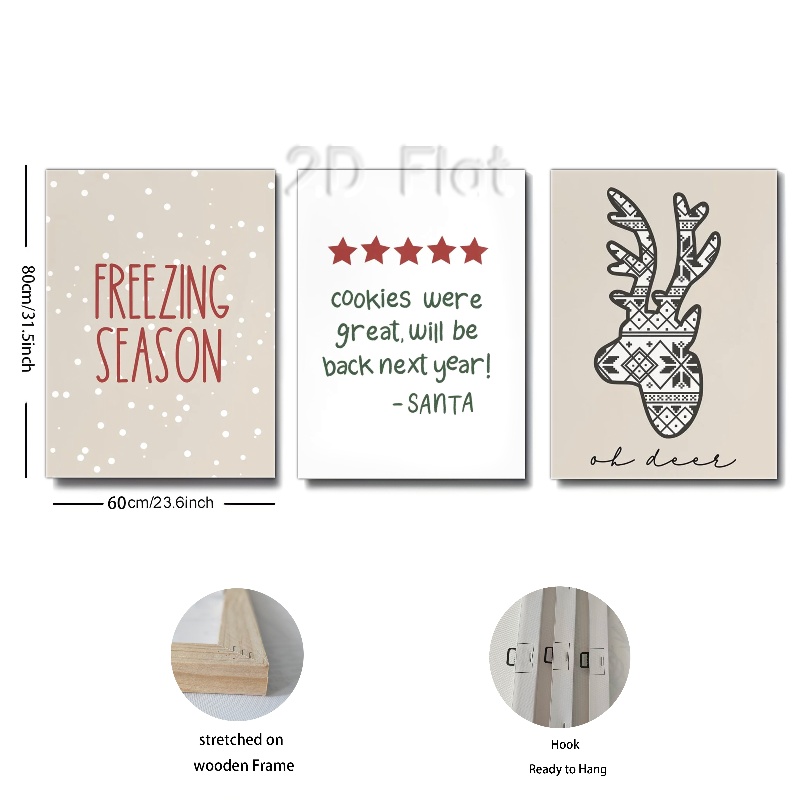 2D Flat
FREEZING
SEASON
cookies were
great, will be
back next year!
-SANTA
oh deer
80cm/31.5inch
60cm/23.6inch
stretched on
wooden Frame
Hook
Ready to Hang